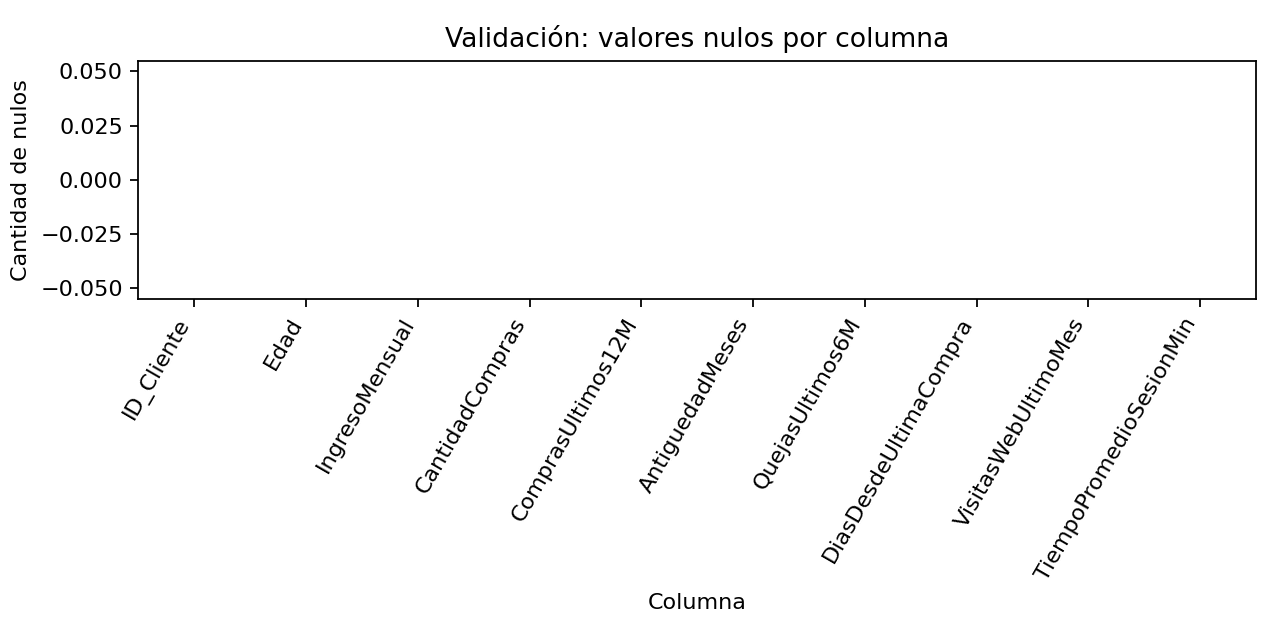 Validación: valores nulos por columna
Cantidad de nulos
0.050
0.025
0.000
−0.025
−0.050
ID_Cliente
Edad
IngresoMensual
CantidadCompras
ComprasUltimos12M
AntiguedadMeses
QuejasUltimos6M
DiasDesdeUltimaCompra
VisitasWebUltimoMes
TiempoPromedioSesionMin
Columna